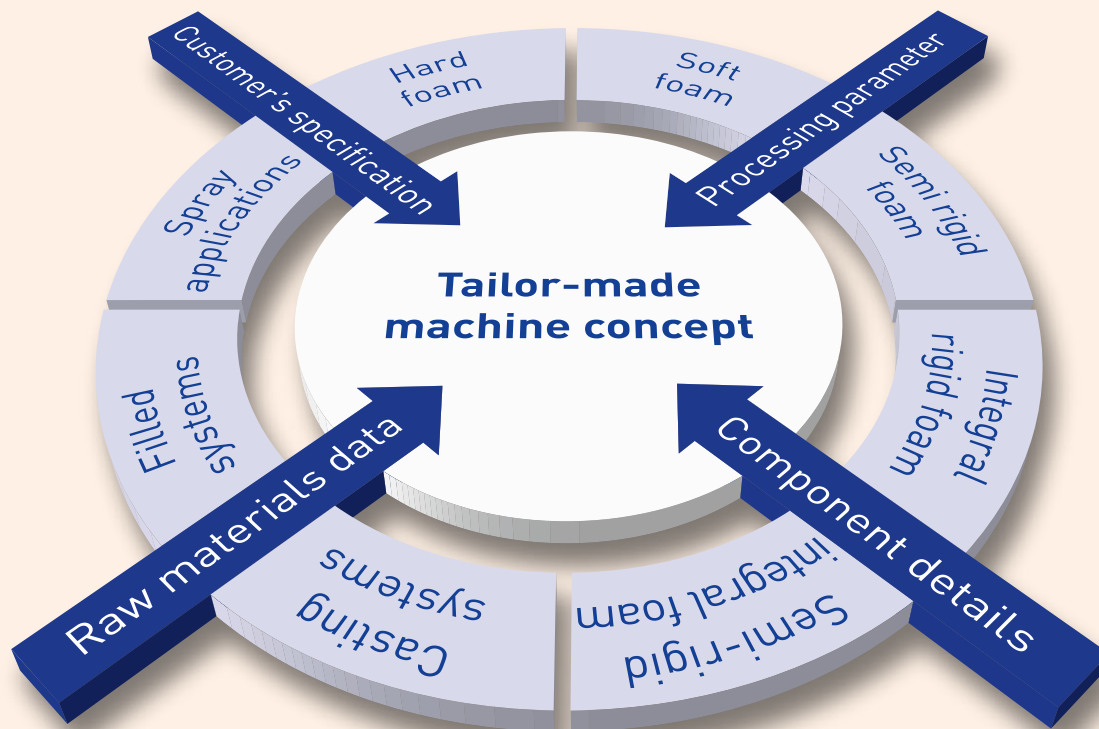 Customer's specification
Hard
foam
Soft
foam
Processing parameter
Spray
applications
Semi rigid
foam
Tailor-made
machine concept
Filled
systems
Integral
rigid foam
Raw materials data
Component details
Casting
systems
Semi-rigid
integral foam